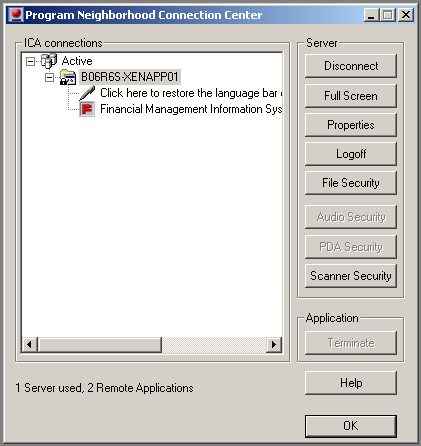 Program Neighborhood Connection Center
ICA connections
Active
B06R6S-XENAPP01
Click here to restore the language bar
Financial Management Information Sys
1 Server used, 2 Remote Applications
Server
Disconnect
Full Screen
Properties
Logoff
File Security
Audio Security
PDA Security
Scanner Security
Application
Terminate
Help
OK